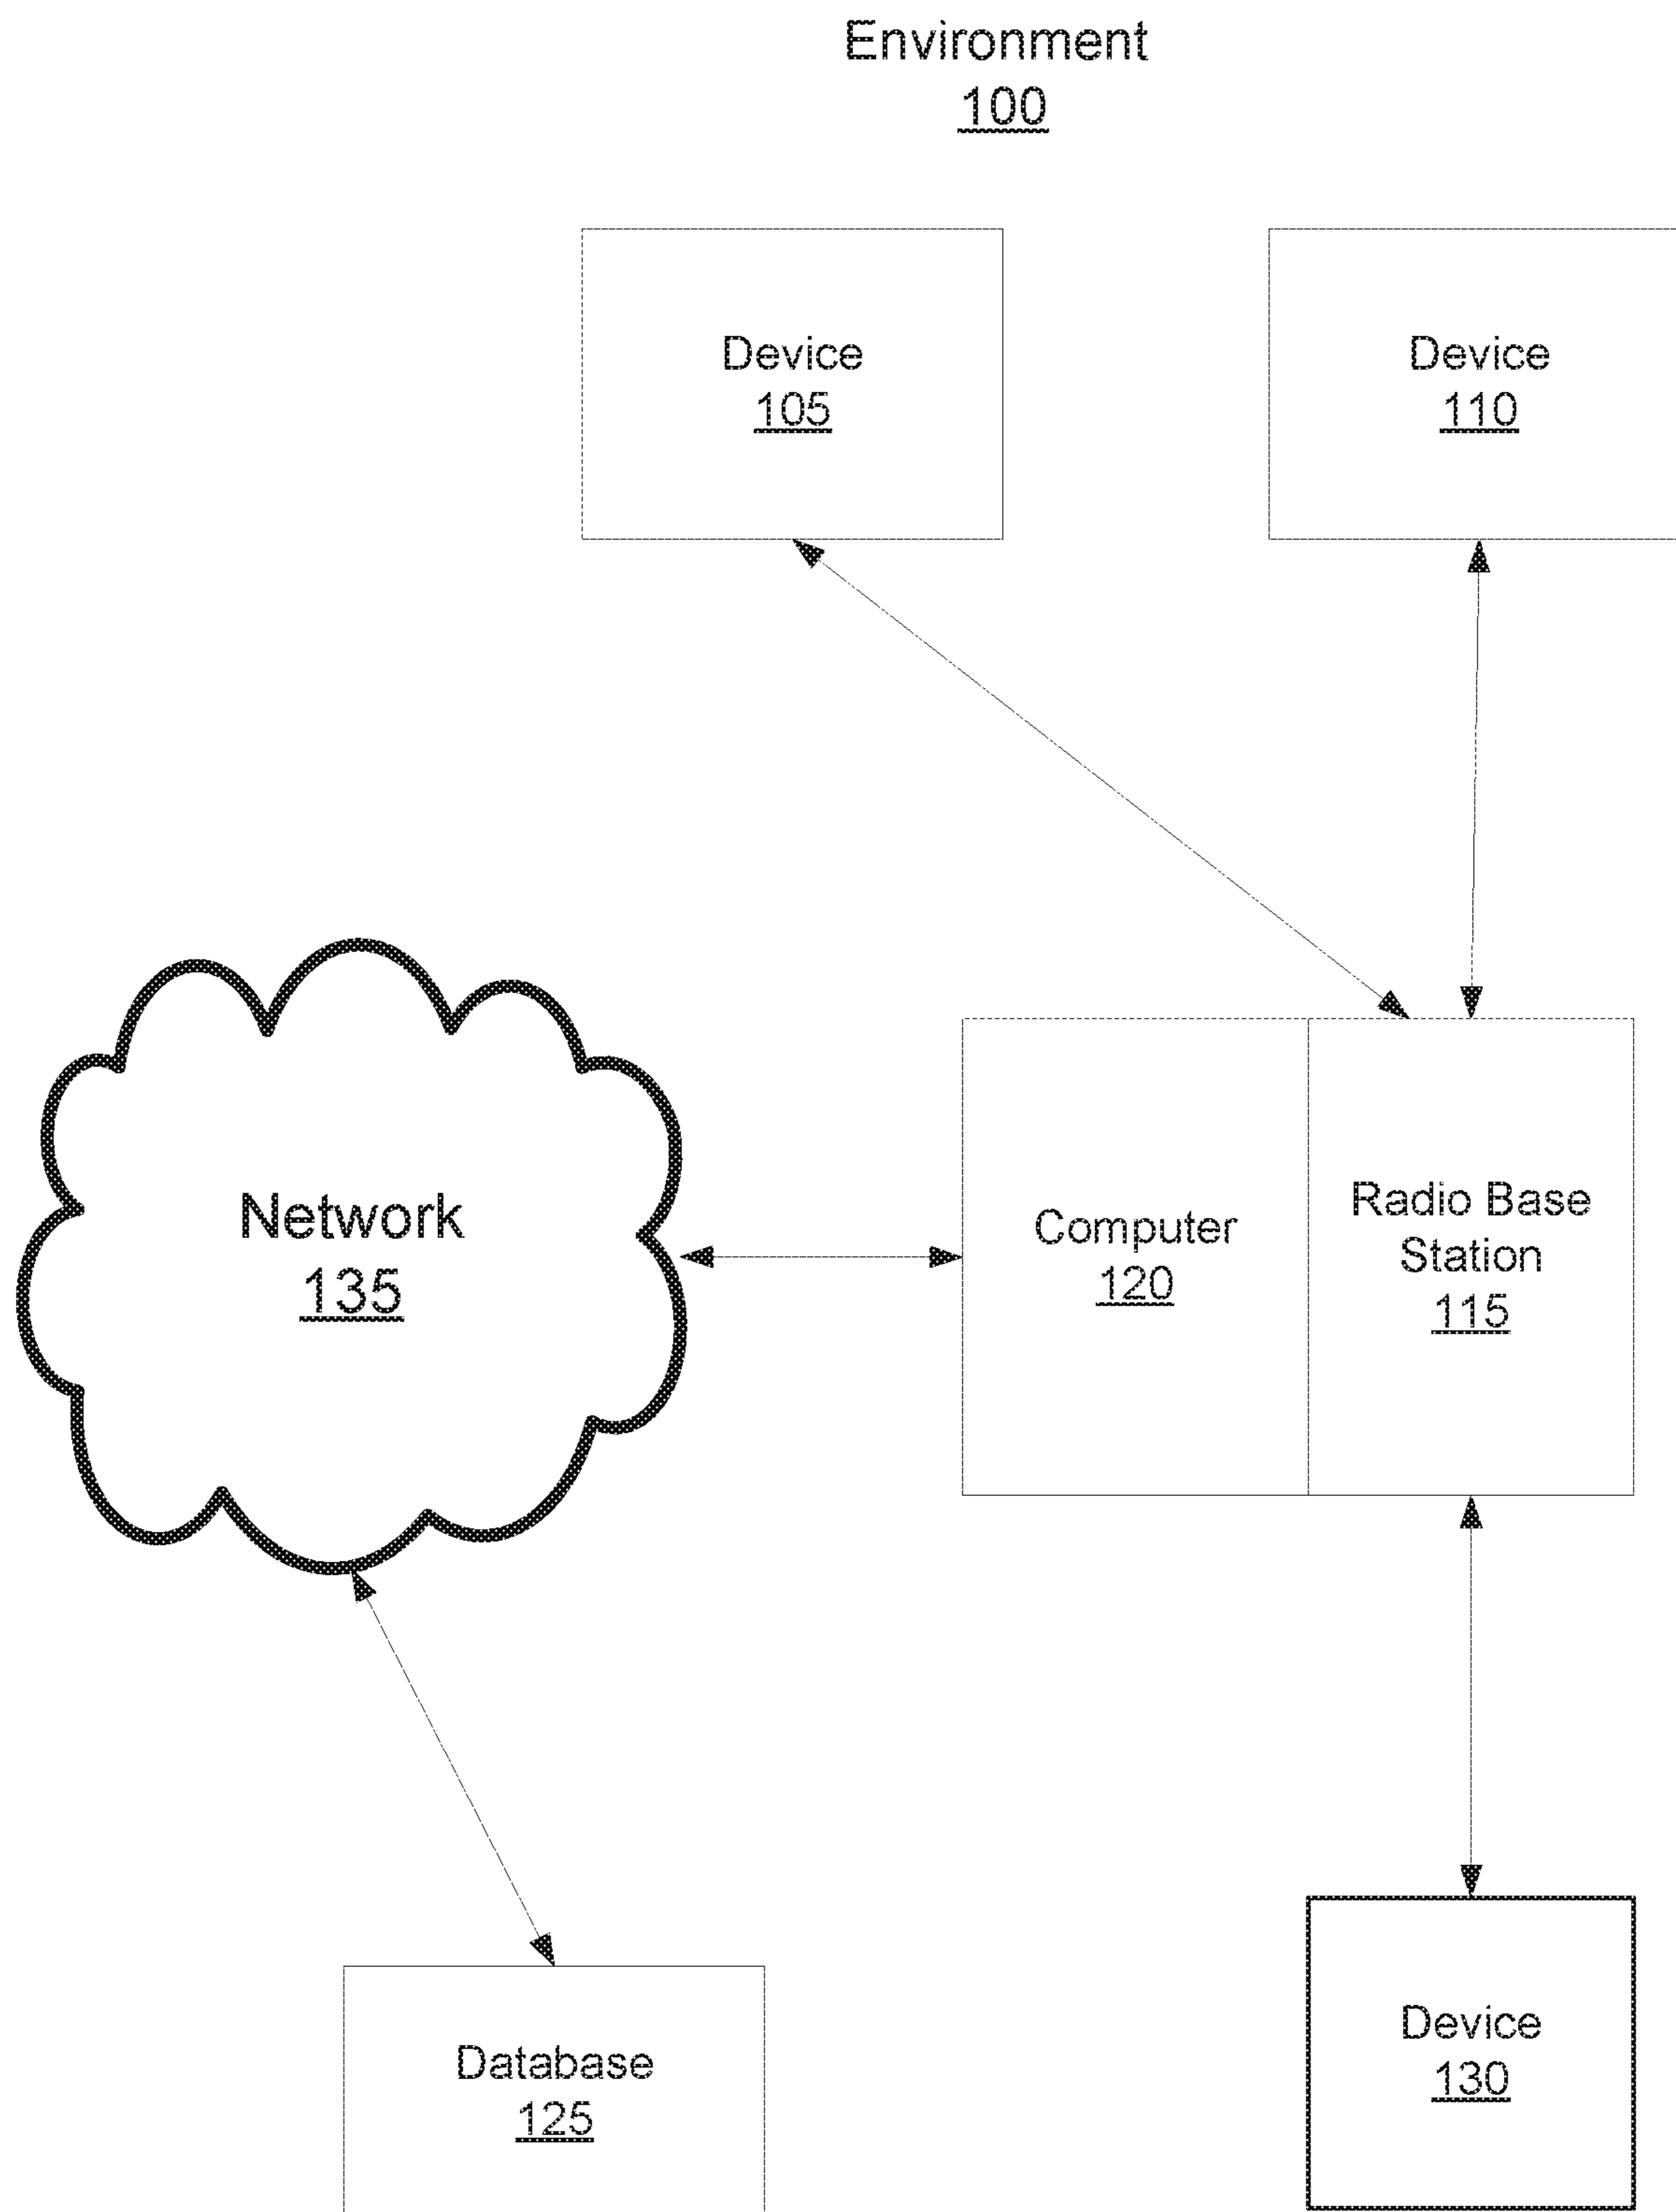 Environment
100
Device
105
Device
110
Network
135
Computer
120
Radio Base
Station
115
Database
125
Device
130